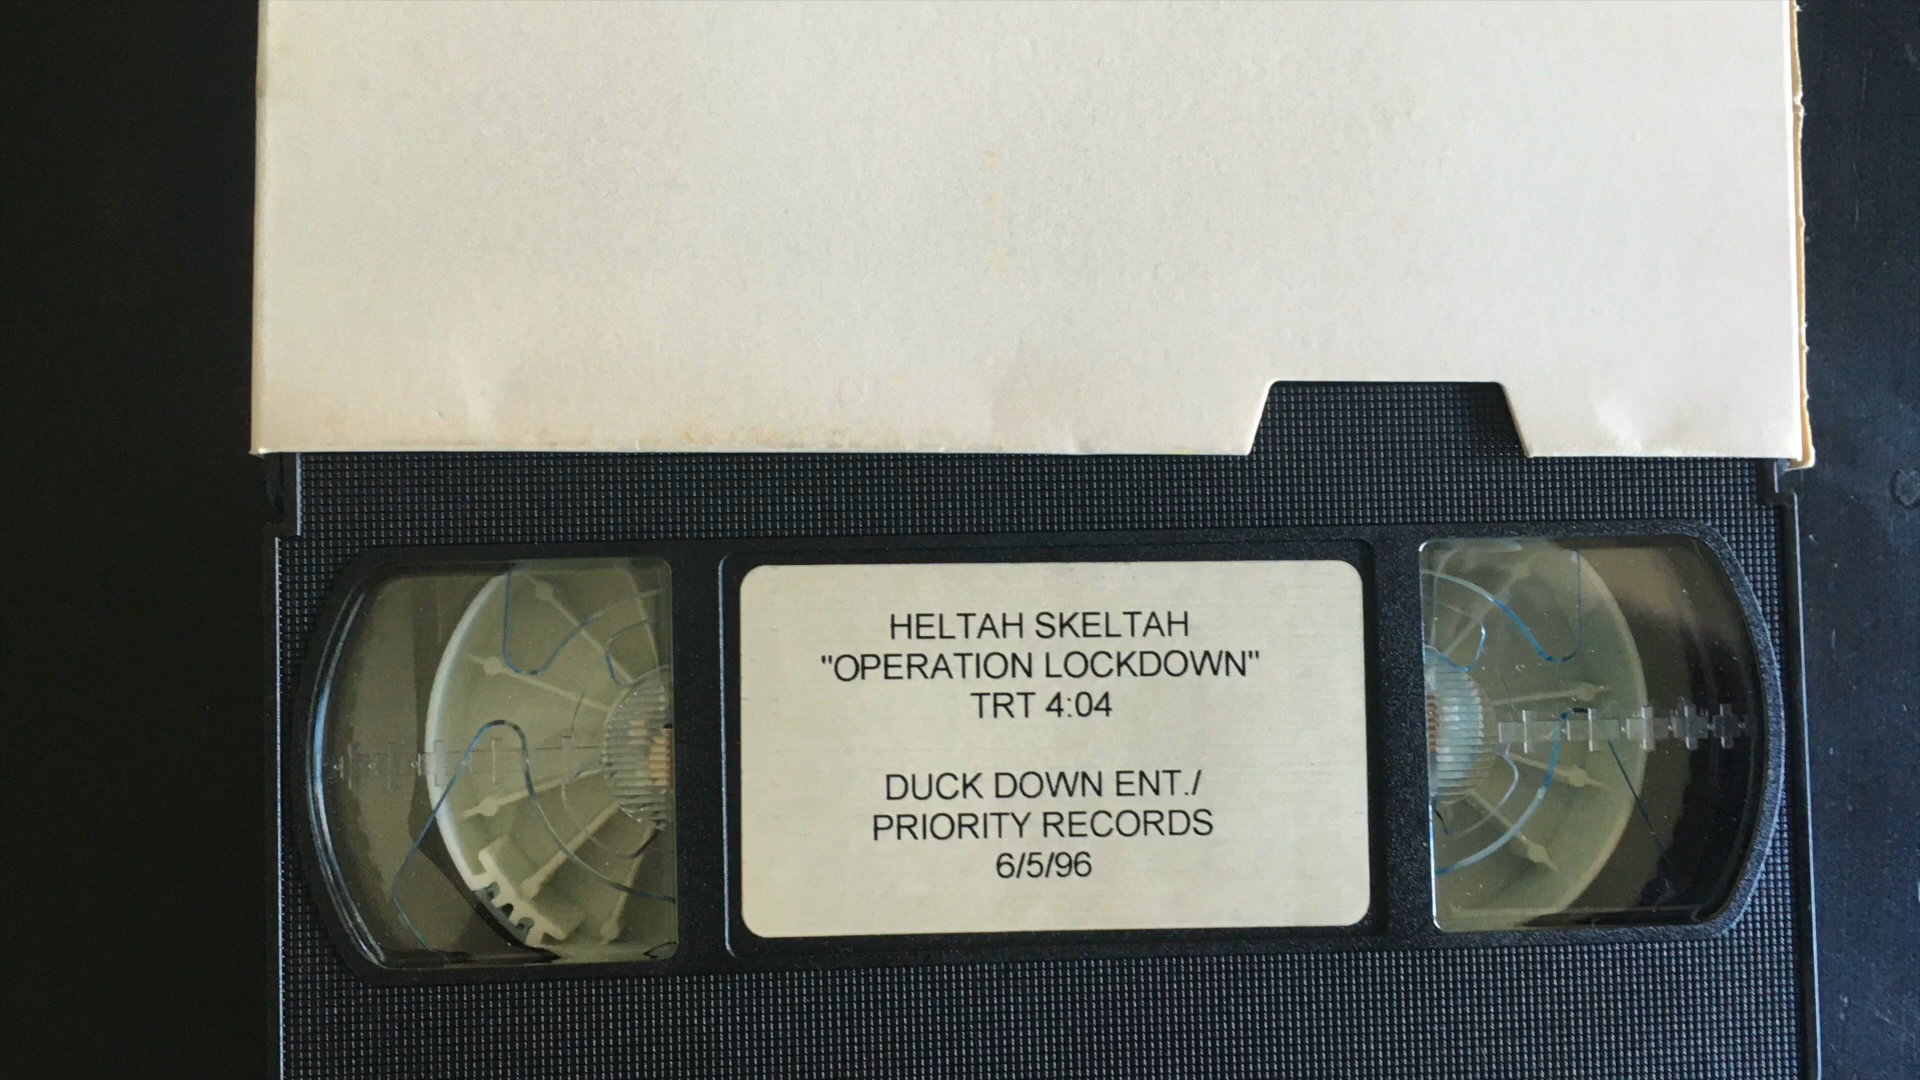 HELTAH SKELTAH
"OPERATION LOCKDOWN"
TRT 4:04
DUCK DOWN ENT./
PRIORITY RECORDS
6/5/96